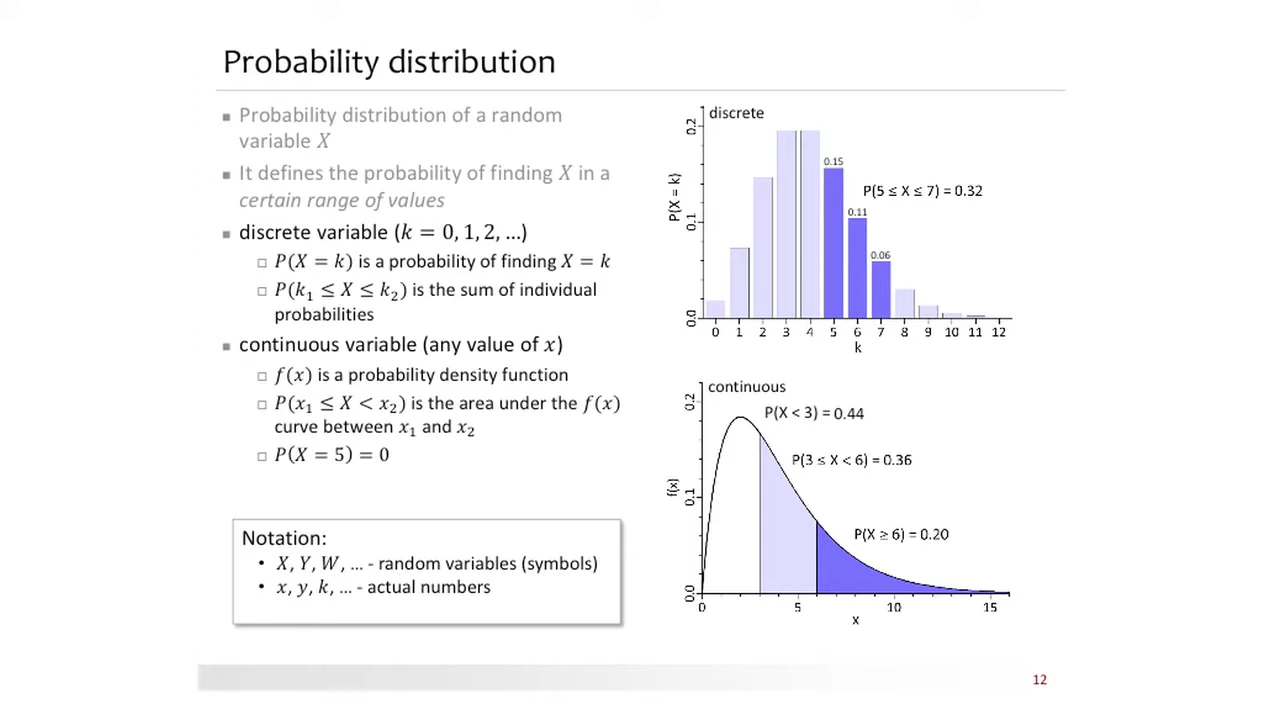 Probability distribution
▪ Probability distribution of a random
variable X
▪ It defines the probability of finding X in a
certain range of values
▪ discrete variable (k = 0, 1, 2, …)
□ P(X = k) is a probability of finding X = k
□ P(k₁ ≤ X ≤ k₂) is the sum of individual
probabilities
▪ continuous variable (any value of x)
□ f(x) is a probability density function
□ P(x₁ ≤ X < x₂) is the area under the f(x)
curve between x₁ and x₂
□ P(X = 5) = 0
Notation:
• X, Y, W, … - random variables (symbols)
• x, y, k, … - actual numbers
discrete
P(X = k)
0.2
0.1
0.0
0.15
0.11
0.06
P(5 ≤ X ≤ 7) = 0.32
0 1 2 3 4 5 6 7 8 9 10 11 12
k
continuous
f(x)
0.2
0.1
0.0
P(X < 3) = 0.44
P(3 ≤ X < 6) = 0.36
P(X ≥ 6) = 0.20
0 5 10 15
x
12